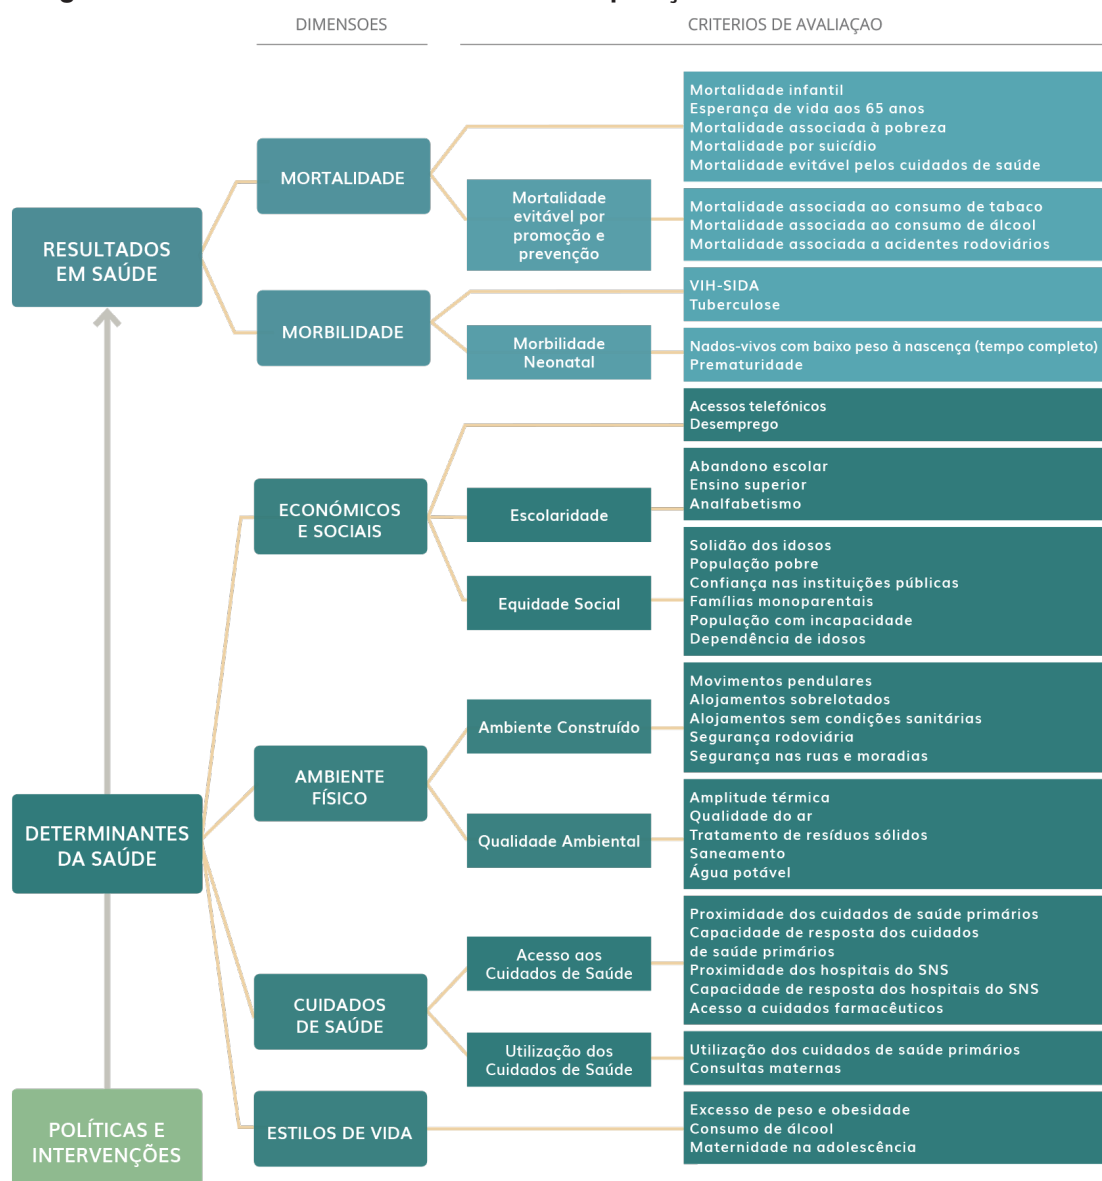 DIMENSOES
CRITERIOS DE AVALIAÇAO
RESULTADOS
EM SAÚDE
MORTALIDADE
Mortalidade infantil
Esperança de vida aos 65 anos
Mortalidade associada à pobreza
Mortalidade por suicídio
Mortalidade evitável pelos cuidados de saúde
Mortalidade
evitável por
promoção e
prevenção
Mortalidade associada ao consumo de tabaco
Mortalidade associada ao consumo de álcool
Mortalidade associada a acidentes rodoviários
MORBILIDADE
VIH-SIDA
Tuberculose
Morbilidade
Neonatal
Nados-vivos com baixo peso à nascença (tempo completo)
Prematuridade
DETERMINANTES
DA SAÚDE
ECONÓMICOS
E SOCIAIS
Acessos telefónicos
Desemprego
Escolaridade
Abandono escolar
Ensino superior
Analfabetismo
Equidade Social
Solidão dos idosos
População pobre
Confiança nas instituições públicas
Famílias monoparentais
População com incapacidade
Dependência de idosos
AMBIENTE
FÍSICO
Ambiente Construído
Movimentos pendulares
Alojamentos sobrelotados
Alojamentos sem condições sanitárias
Segurança rodoviária
Segurança nas ruas e moradias
Qualidade Ambiental
Amplitude térmica
Qualidade do ar
Tratamento de resíduos sólidos
Saneamento
Água potável
CUIDADOS
DE SAÚDE
Acesso aos
Cuidados de Saúde
Proximidade dos cuidados de saúde primários
Capacidade de resposta dos cuidados
de saúde primários
Proximidade dos hospitais do SNS
Capacidade de resposta dos hospitais do SNS
Acesso a cuidados farmacêuticos
Utilização dos
Cuidados de Saúde
Utilização dos cuidados de saúde primários
Consultas maternas
ESTILOS DE VIDA
Excesso de peso e obesidade
Consumo de álcool
Maternidade na adolescência
POLÍTICAS E
INTERVENÇÕES